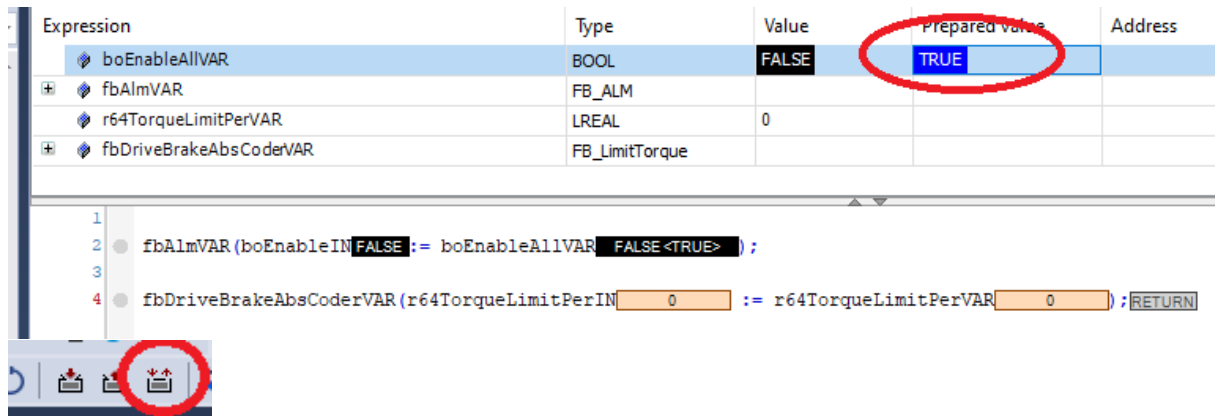 Expression Type Value Prepared value Address
boEnableAllVAR BOOL FALSE TRUE
fbAlmVAR FB_ALM
r64TorqueLimitPerVAR LREAL 0
fbDriveBrakeAbsCoderVAR FB_LimitTorque
1
2 fbAlmVAR(boEnableIN FALSE := boEnableAllVAR FALSE<TRUE> );
3
4 fbDriveBrakeAbsCoderVAR(r64TorqueLimitPerIN 0 := r64TorqueLimitPerVAR 0 );RETURN